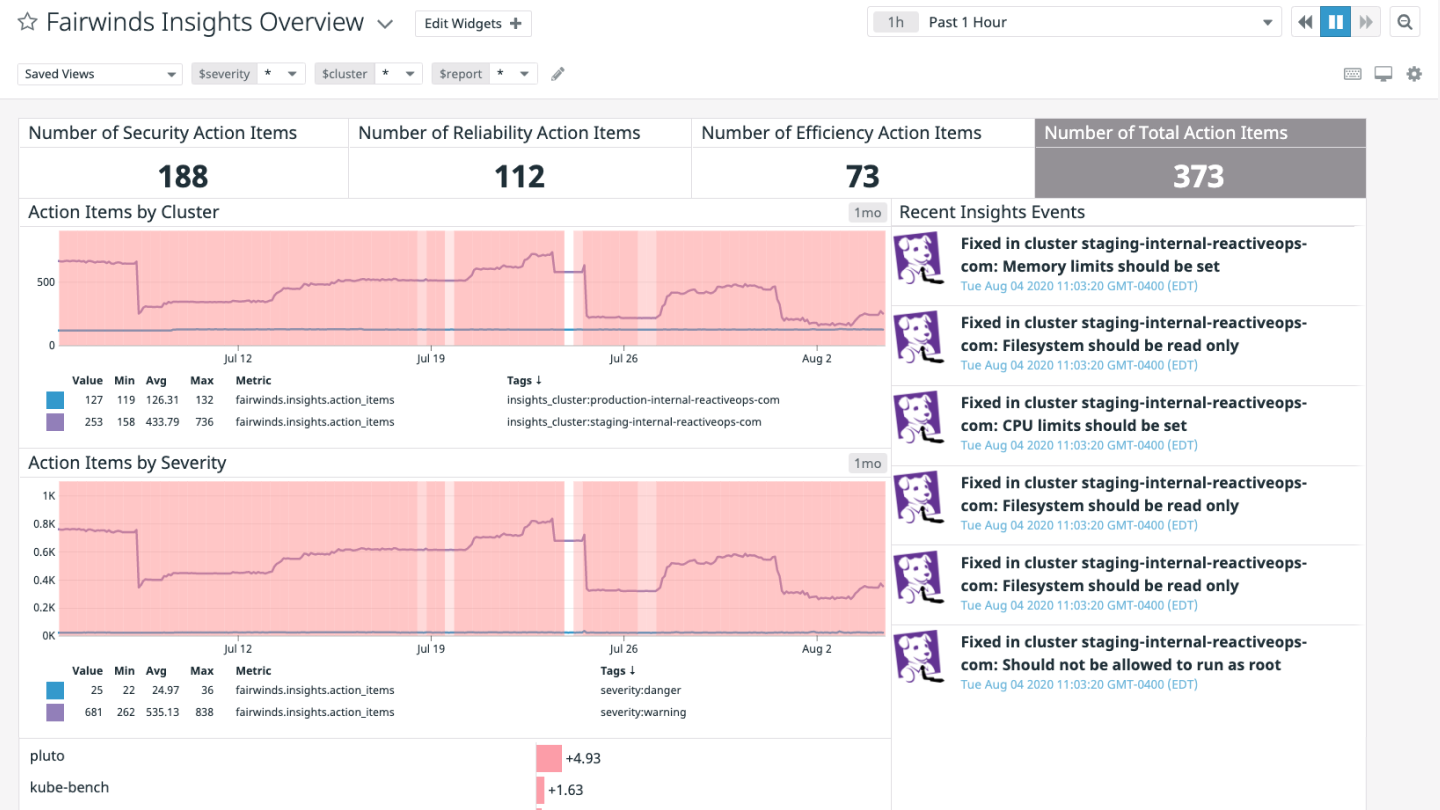 Fairwinds Insights Overview
Edit Widgets +
1h Past 1 Hour
Saved Views
$severity *
$cluster *
$report *
Number of Security Action Items
188
Number of Reliability Action Items
112
Number of Efficiency Action Items
73
Number of Total Action Items
373
Action Items by Cluster
1mo
500
0
Jul 12 Jul 19 Jul 26 Aug 2
Value Min Avg Max Metric Tags ↓
127 119 126.31 132 fairwinds.insights.action_items insights_cluster:production-internal-reactiveops-com
253 158 433.79 736 fairwinds.insights.action_items insights_cluster:staging-internal-reactiveops-com
Action Items by Severity
1mo
1K
0.8K
0.6K
0.4K
0.2K
0K
Jul 12 Jul 19 Jul 26 Aug 2
Value Min Avg Max Metric Tags ↓
25 22 24.97 36 fairwinds.insights.action_items severity:danger
681 262 535.13 838 fairwinds.insights.action_items severity:warning
pluto +4.93
kube-bench +1.63
Recent Insights Events
Fixed in cluster staging-internal-reactiveops-
com: Memory limits should be set
Tue Aug 04 2020 11:03:20 GMT-0400 (EDT)
Fixed in cluster staging-internal-reactiveops-
com: Filesystem should be read only
Tue Aug 04 2020 11:03:20 GMT-0400 (EDT)
Fixed in cluster staging-internal-reactiveops-
com: CPU limits should be set
Tue Aug 04 2020 11:03:20 GMT-0400 (EDT)
Fixed in cluster staging-internal-reactiveops-
com: Filesystem should be read only
Tue Aug 04 2020 11:03:20 GMT-0400 (EDT)
Fixed in cluster staging-internal-reactiveops-
com: Filesystem should be read only
Tue Aug 04 2020 11:03:20 GMT-0400 (EDT)
Fixed in cluster staging-internal-reactiveops-
com: Should not be allowed to run as root
Tue Aug 04 2020 11:03:20 GMT-0400 (EDT)